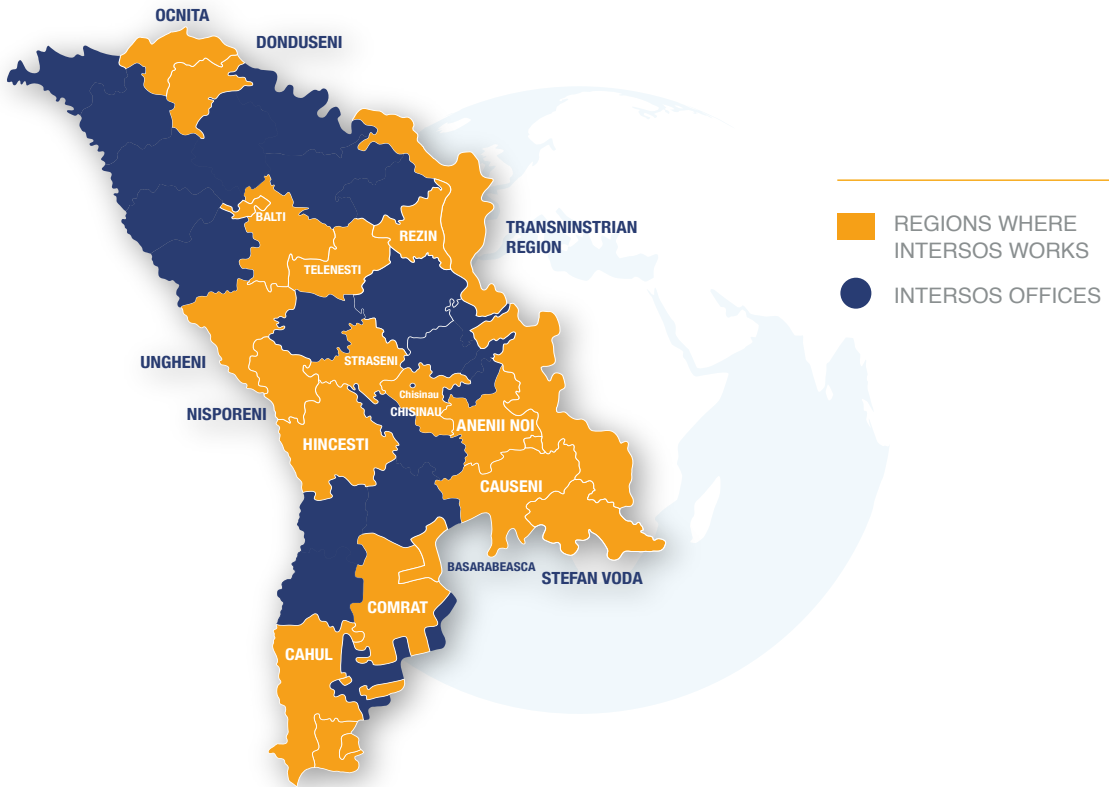 OCNITA
DONDUSENI
BALTI
REZIN
TRANSNINSTRIAN
REGION
TELENESTI
UNGHENI
STRASENI
NISPORENI
Chisinau
CHISINAU
ANENII NOI
HINCESTI
CAUSENI
BASARABEASCA
STEFAN VODA
COMRAT
CAHUL
REGIONS WHERE
INTERSOS WORKS
INTERSOS OFFICES